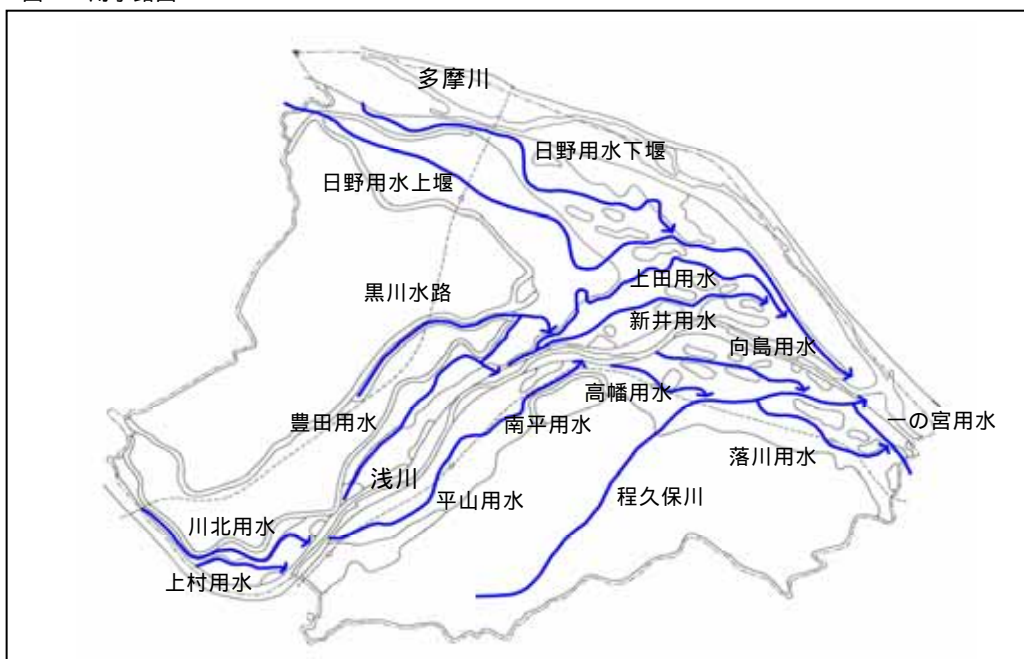 多摩川
日野用水下堰
日野用水上堰
上田用水
黒川水路
新井用水
向島用水
高幡用水
一の宮用水
豊田用水
南平用水
落川用水
浅川
平山用水
程久保川
川北用水
上村用水